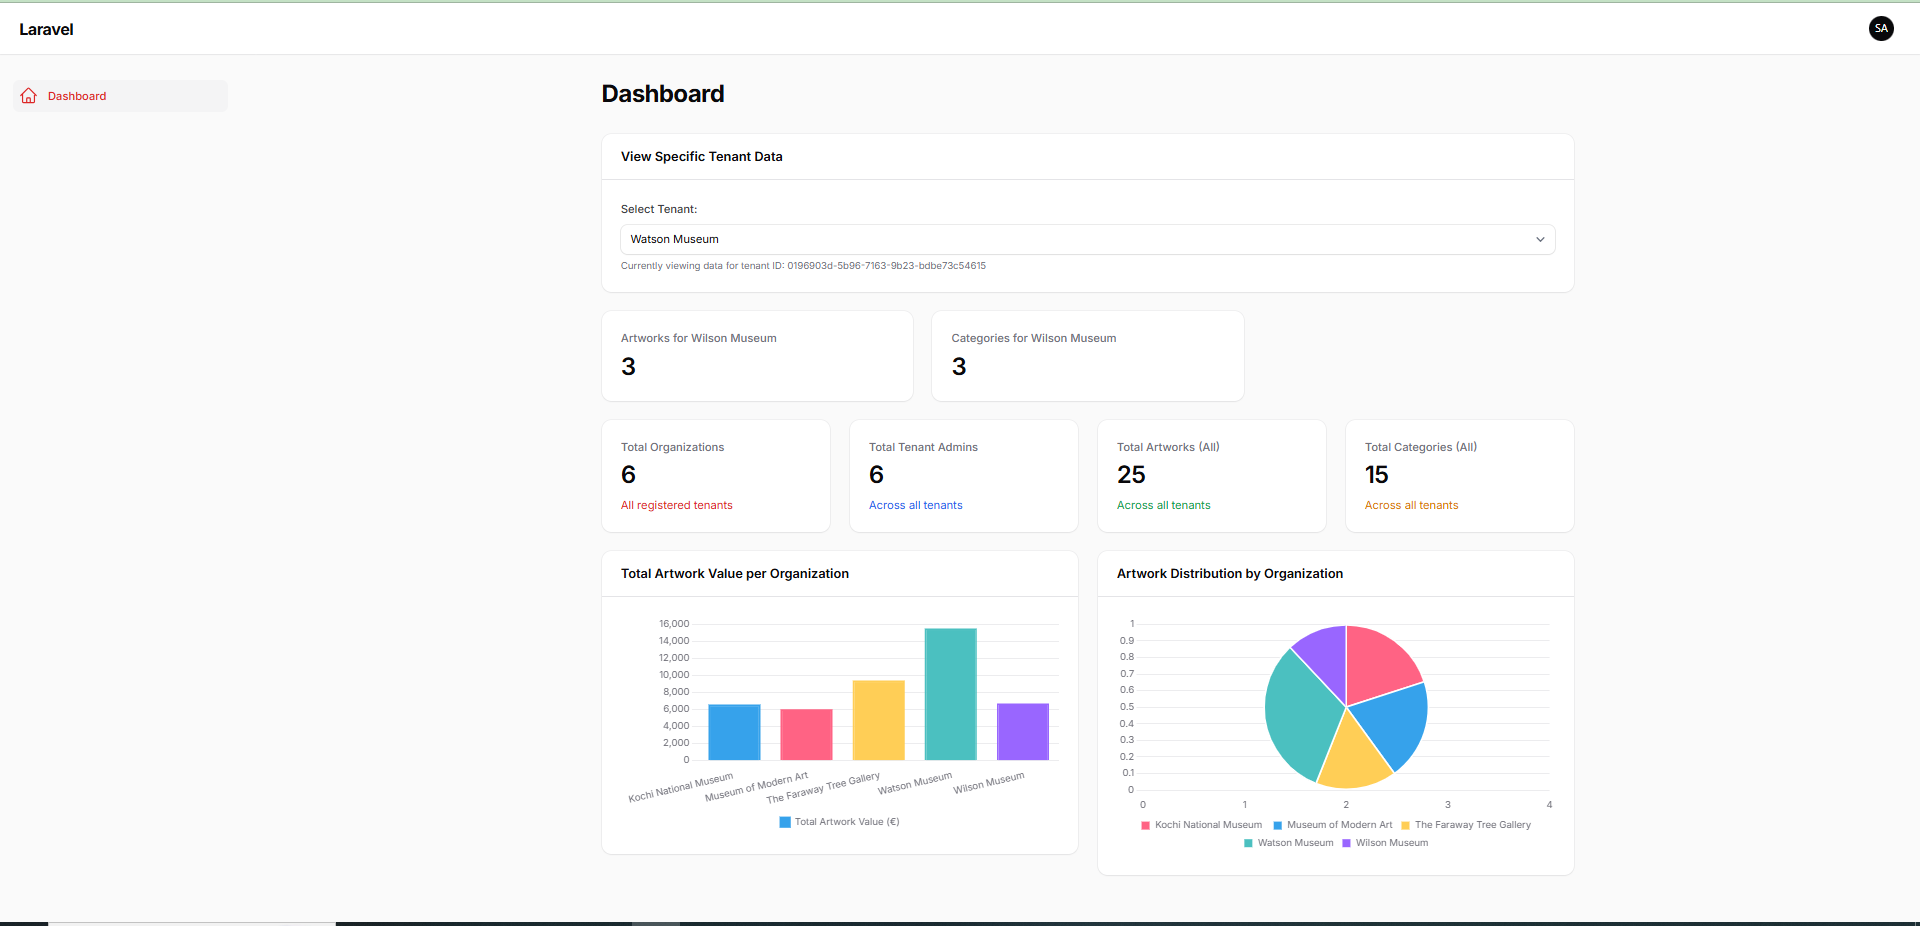 Laravel
SA
Dashboard
Dashboard
View Specific Tenant Data
Select Tenant:
Watson Museum
Currently viewing data for tenant ID: 0196903d-5b96-7163-9b23-bdbe73c54615
Artworks for Wilson Museum
3
Categories for Wilson Museum
3
Total Organizations
6
All registered tenants
Total Tenant Admins
6
Across all tenants
Total Artworks (All)
25
Across all tenants
Total Categories (All)
15
Across all tenants
Total Artwork Value per Organization
16,000
14,000
12,000
10,000
8,000
6,000
4,000
2,000
0
Kochi National Museum
Museum of Modern Art
The Faraway Tree Gallery
Watson Museum
Wilson Museum
Total Artwork Value (€)
Artwork Distribution by Organization
1
0.9
0.8
0.7
0.6
0.5
0.4
0.3
0.2
0.1
0
0 1 2 3 4
Kochi National Museum Museum of Modern Art The Faraway Tree Gallery
Watson Museum Wilson Museum